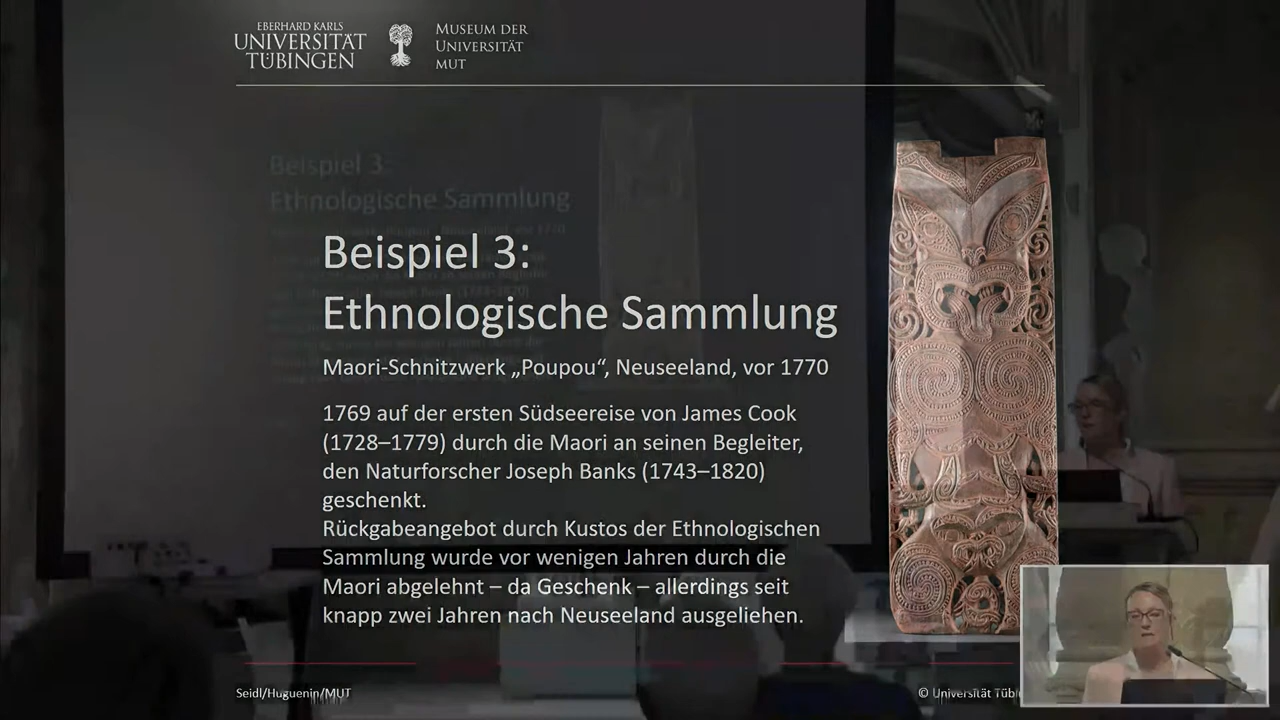 EBERHARD KARLS
UNIVERSITÄT
TÜBINGEN
MUSEUM DER
UNIVERSITÄT
MUT
Beispiel 3:
Ethnologische Sammlung
Beispiel 3:
Ethnologische Sammlung
Maori-Schnitzwerk „Poupou“, Neuseeland, vor 1770
1769 auf der ersten Südseereise von James Cook
(1728–1779) durch die Maori an seinen Begleiter,
den Naturforscher Joseph Banks (1743–1820)
geschenkt.
Rückgabeangebot durch Kustos der Ethnologischen
Sammlung wurde vor wenigen Jahren durch die
Maori abgelehnt – da Geschenk – allerdings seit
knapp zwei Jahren nach Neuseeland ausgeliehen.
Seidl/Huguenin/MUT
© Universität